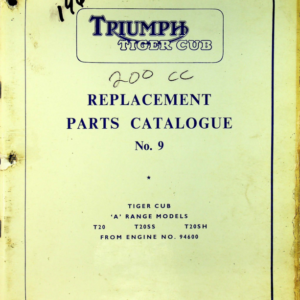 TRIUMPH
TIGER CUB
200 CC
REPLACEMENT
PARTS CATALOGUE
No. 9
*
TIGER CUB
'A' RANGE MODELS
T20 T20SS T20SH
FROM ENGINE NO. 94600